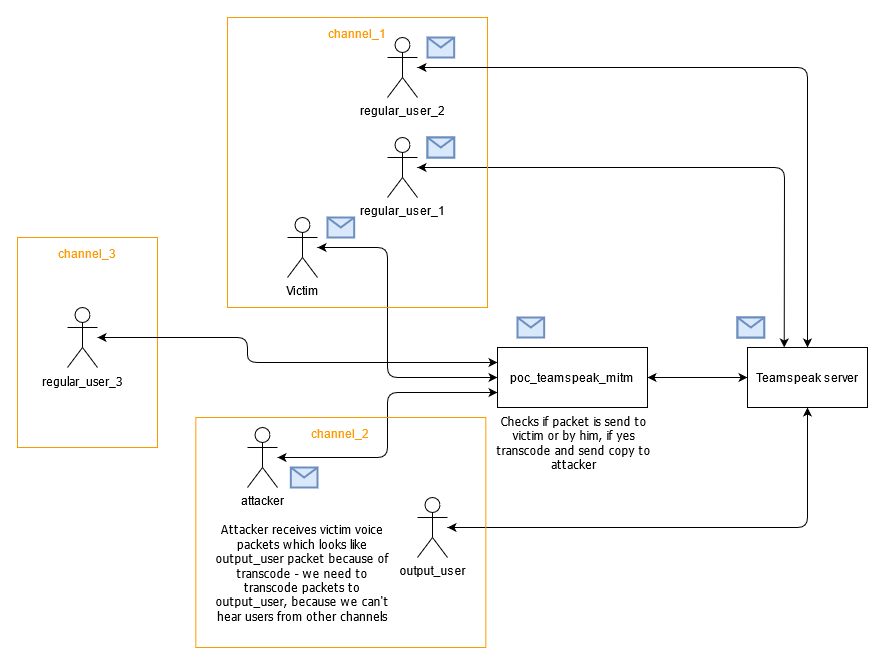 channel_1
regular_user_2
regular_user_1
Victim
channel_3
regular_user_3
poc_teamspeak_mitm
Teamspeak server
Checks if packet is send to
victim or by him, if yes
transcode and send copy to
attacker
channel_2
attacker
Attacker receives victim voice
packets which looks like
output_user packet because of
transcode - we need to
transcode packets to
output_user, because we can't
hear users from other channels
output_user